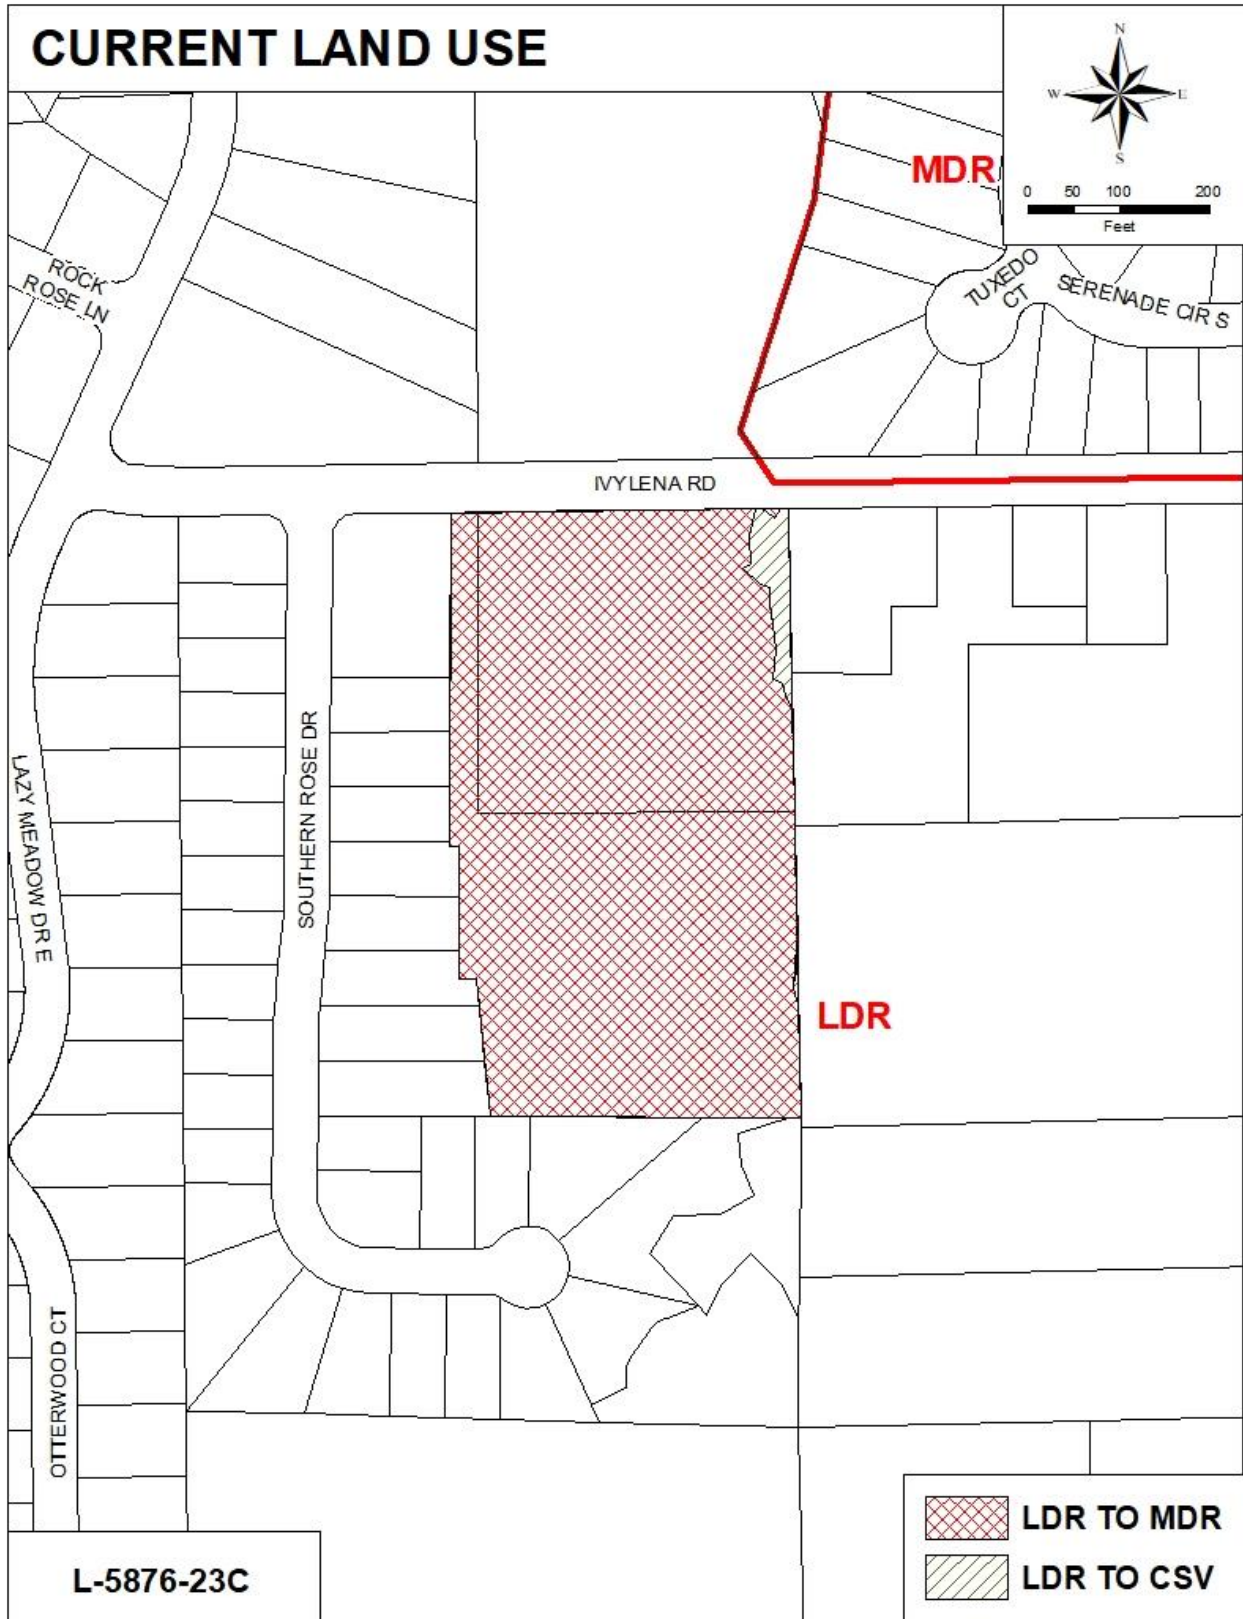 CURRENT LAND USE
N
W
E
S
0 50 100 200
Feet
MDR
ROCK
ROSE LN
TUXEDO
CT
SERENADE CIR S
IVYLENA RD
SOUTHERN ROSE DR
LAZY MEADOW DR E
LDR
OTTERWOOD CT
LDR TO MDR
LDR TO CSV
L-5876-23C